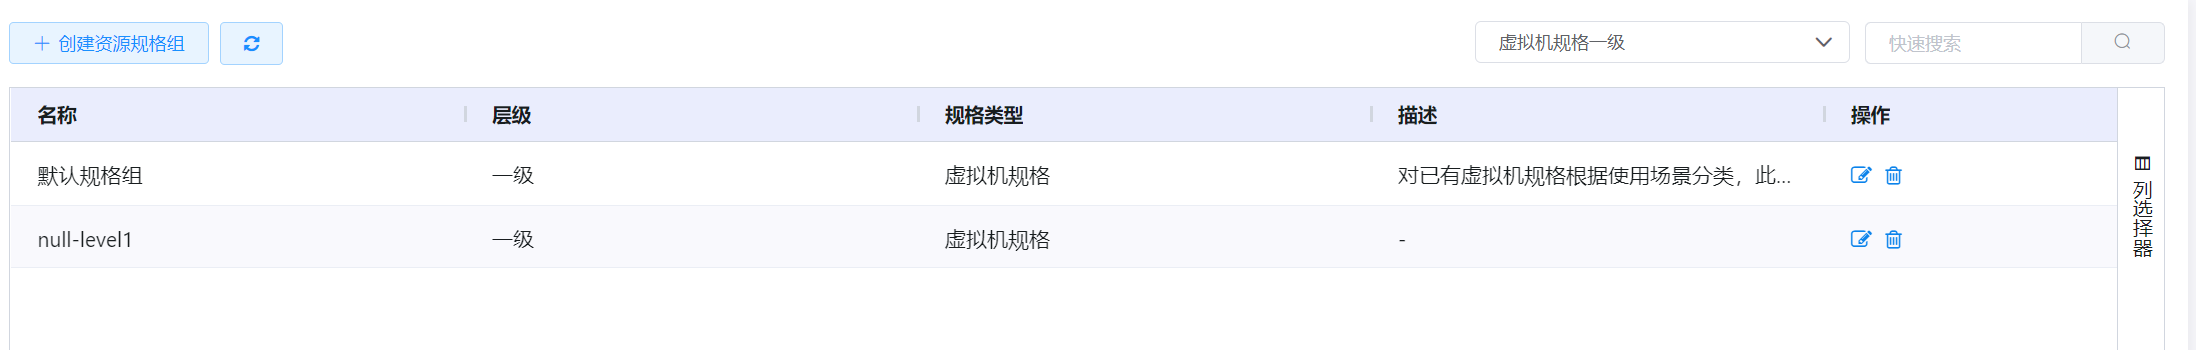 创建资源规格组 虚拟机规格一级 快速搜索
名称 层级 规格类型 描述 操作
默认规格组 一级 虚拟机规格 对已有虚拟机规格根据使用场景分类，此...
null-level1 一级 虚拟机规格 -
列选择器